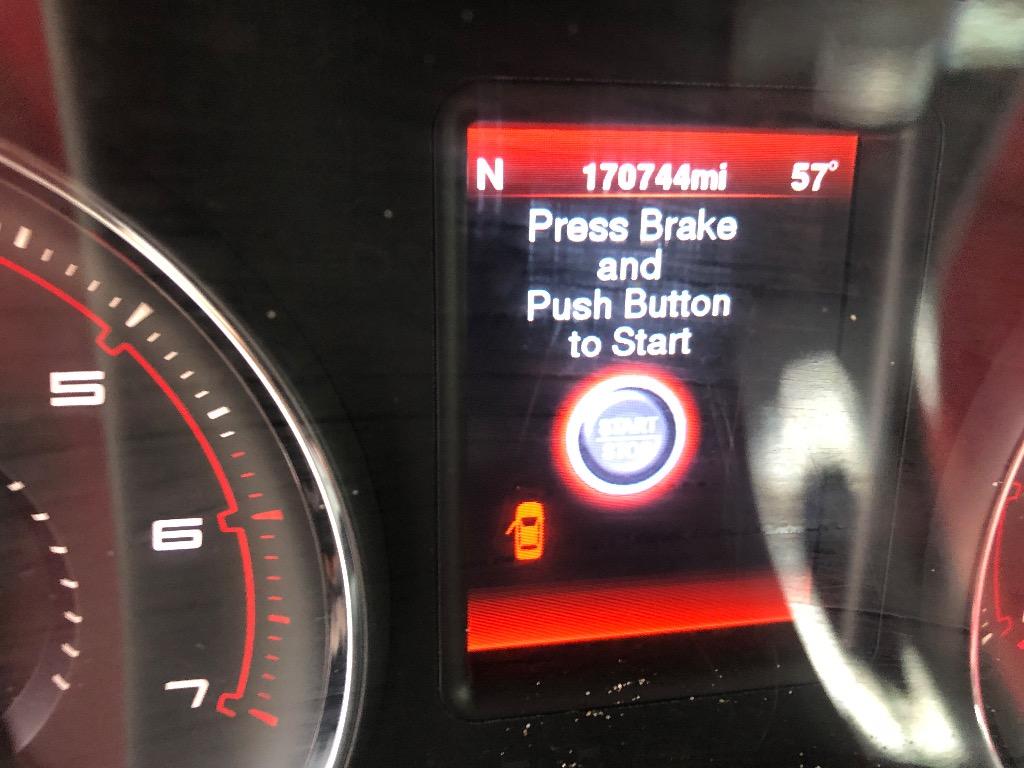 N 170744mi 57°
Press Brake
and
Push Button
to Start
START
STOP
5
6
7